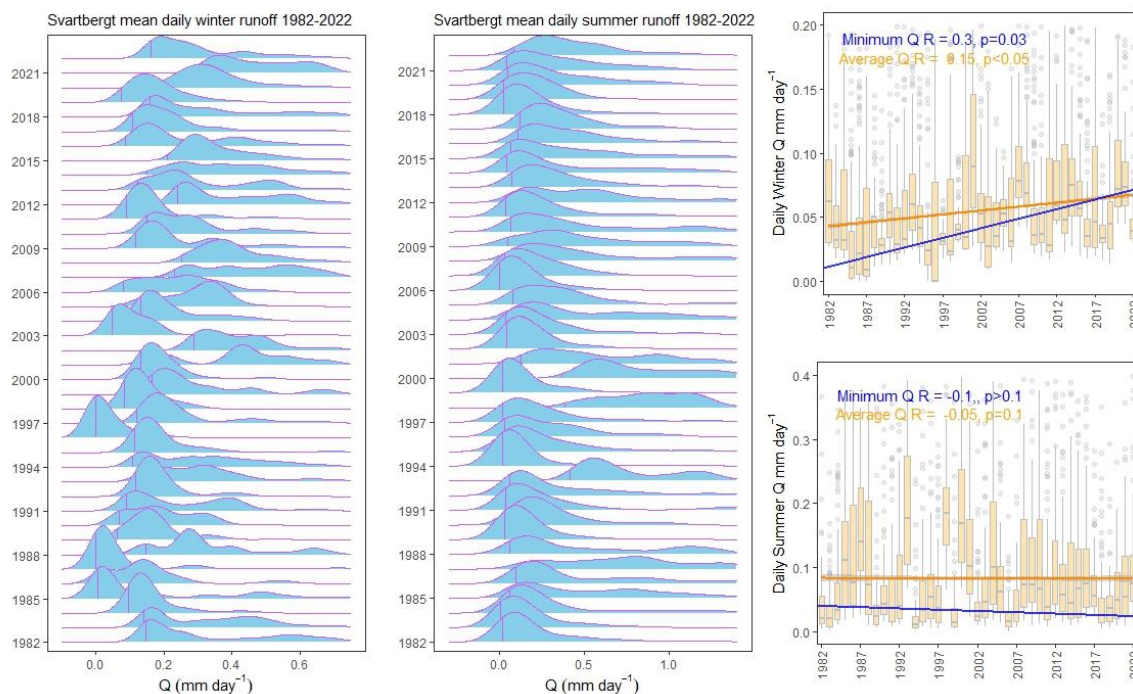 Svartbergt mean daily winter runoff 1982-2022
2021
2018
2015
2012
2009
2006
2003
2000
1997
1994
1991
1988
1985
1982
0.0 0.2 0.4 0.6
Q (mm day⁻¹)
Svartbergt mean daily summer runoff 1982-2022
2021
2018
2015
2012
2009
2006
2003
2000
1997
1994
1991
1988
1985
1982
0.0 0.5 1.0
Q (mm day⁻¹)
Daily Winter Q mm day⁻¹
0.20
0.15
0.10
0.05
0.00
Minimum Q R = 0.3, p=0.03
Average Q R = 0.15, p<0.05
1982 1987 1992 1997 2002 2007 2012 2017
Daily Summer Q mm day⁻¹
0.4
0.3
0.2
0.1
0.0
Minimum Q R = -0.1,, p>0.1
Average Q R = -0.05, p=0.1
1982 1987 1992 1997 2002 2007 2012 2017